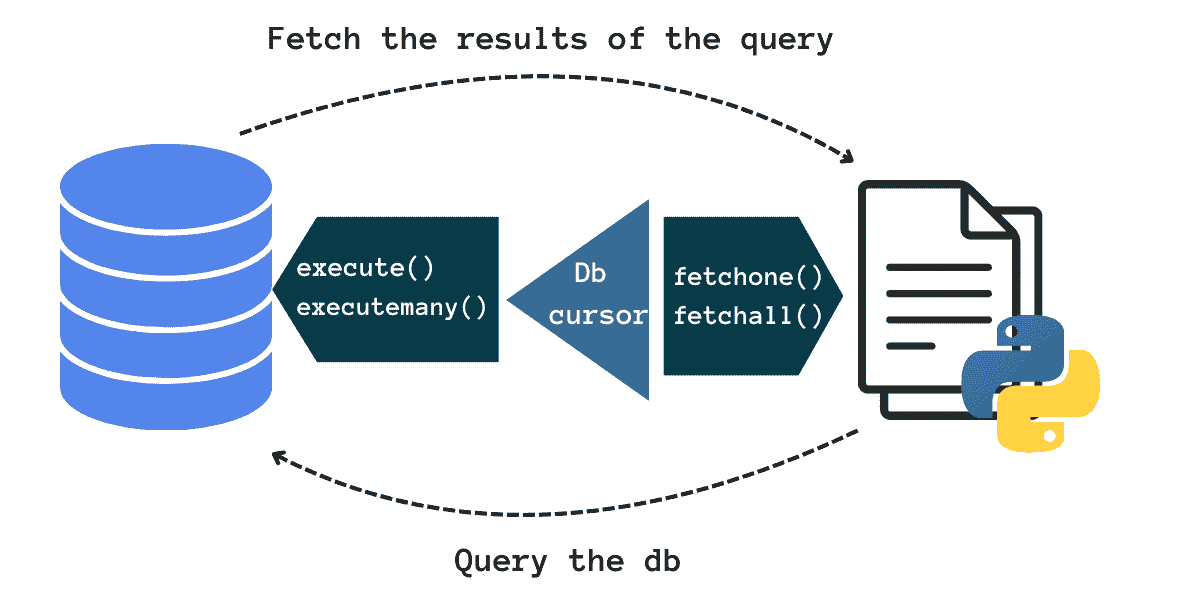 Fetch the results of the query
execute()
executemany()
Db
cursor
fetchone()
fetchall()
Query the db